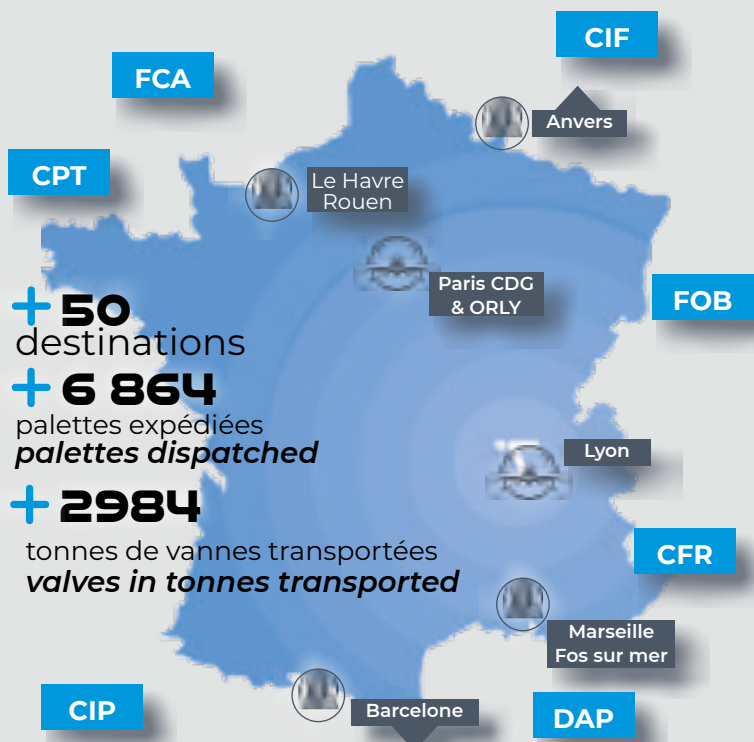 CIF
FCA
Anvers
CPT
Le Havre
Rouen
Paris CDG
& ORLY
FOB
+ 50
destinations
+ 6 864
palettes expédiées
palettes dispatched
Lyon
+ 2984
tonnes de vannes transportées
valves in tonnes transported
CFR
Marseille
Fos sur mer
CIP
Barcelone
DAP